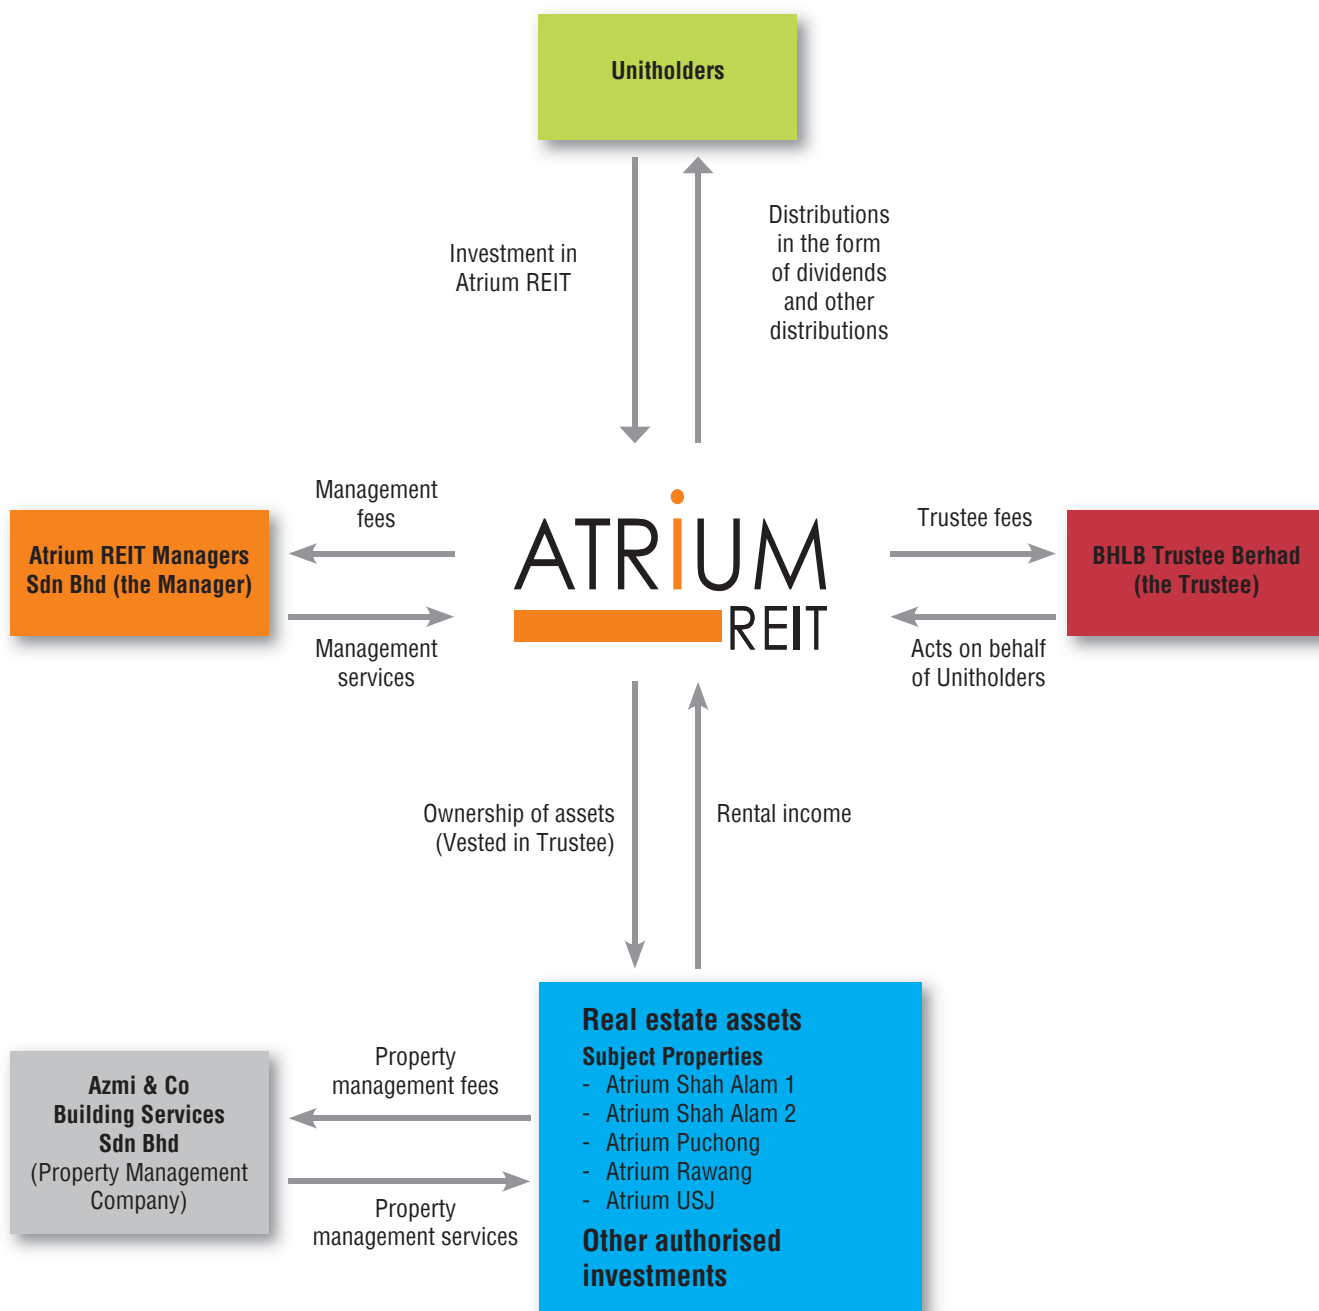 Unitholders
Investment in
Atrium REIT
Distributions
in the form
of dividends
and other
distributions
Management
fees
Atrium REIT Managers
Sdn Bhd (the Manager)
Management
services
ATRiUM
REIT
Trustee fees
BHLB Trustee Berhad
(the Trustee)
Acts on behalf
of Unitholders
Ownership of assets
(Vested in Trustee)
Rental income
Azmi & Co
Building Services
Sdn Bhd
(Property Management
Company)
Property
management fees
Property
management services
Real estate assets
Subject Properties
- Atrium Shah Alam 1
- Atrium Shah Alam 2
- Atrium Puchong
- Atrium Rawang
- Atrium USJ
Other authorised
investments